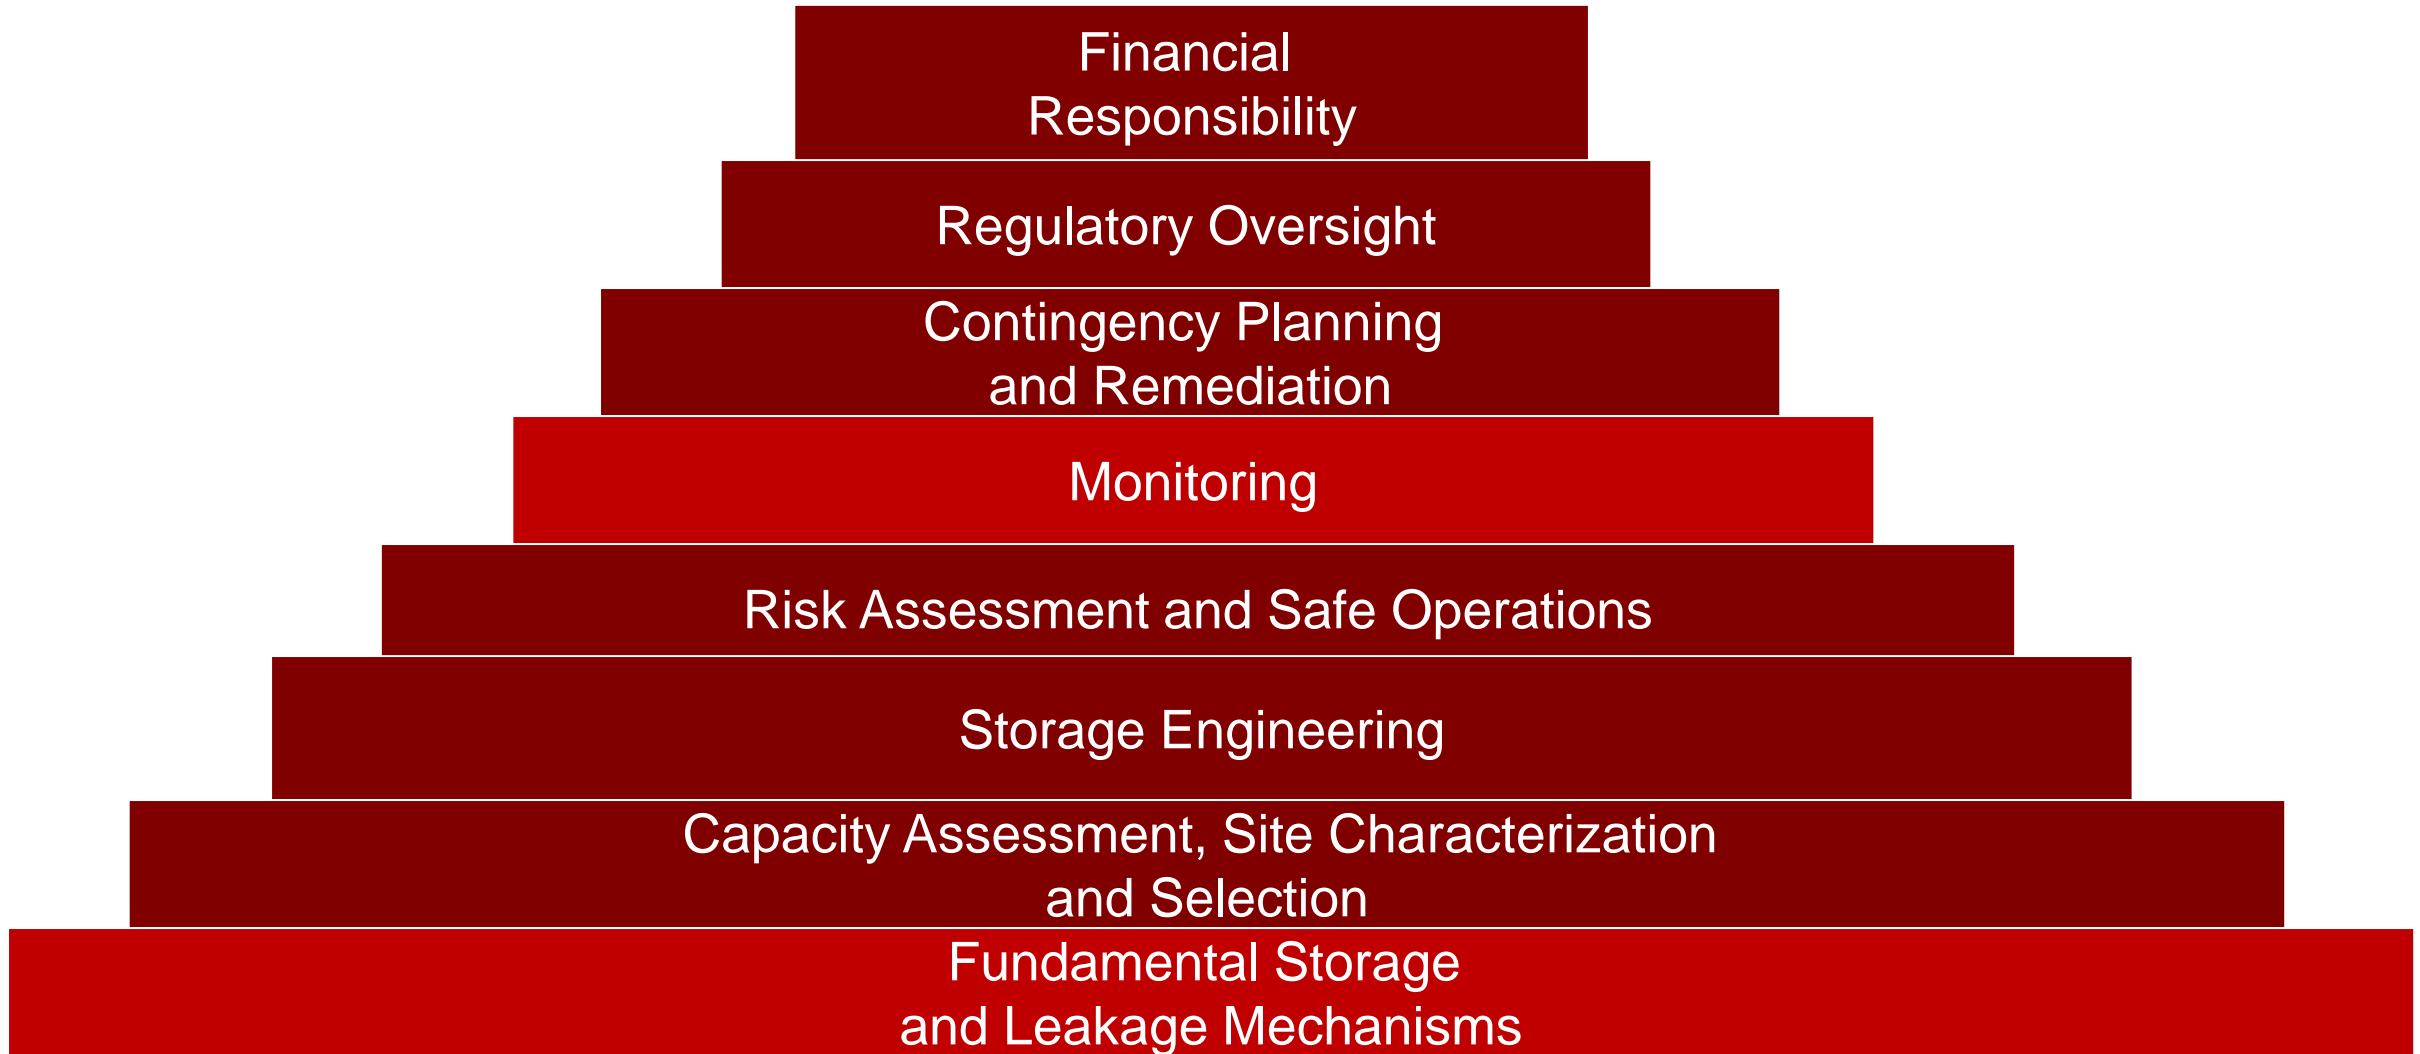 Financial
Responsibility
Regulatory Oversight
Contingency Planning
and Remediation
Monitoring
Risk Assessment and Safe Operations
Storage Engineering
Capacity Assessment, Site Characterization
and Selection
Fundamental Storage
and Leakage Mechanisms